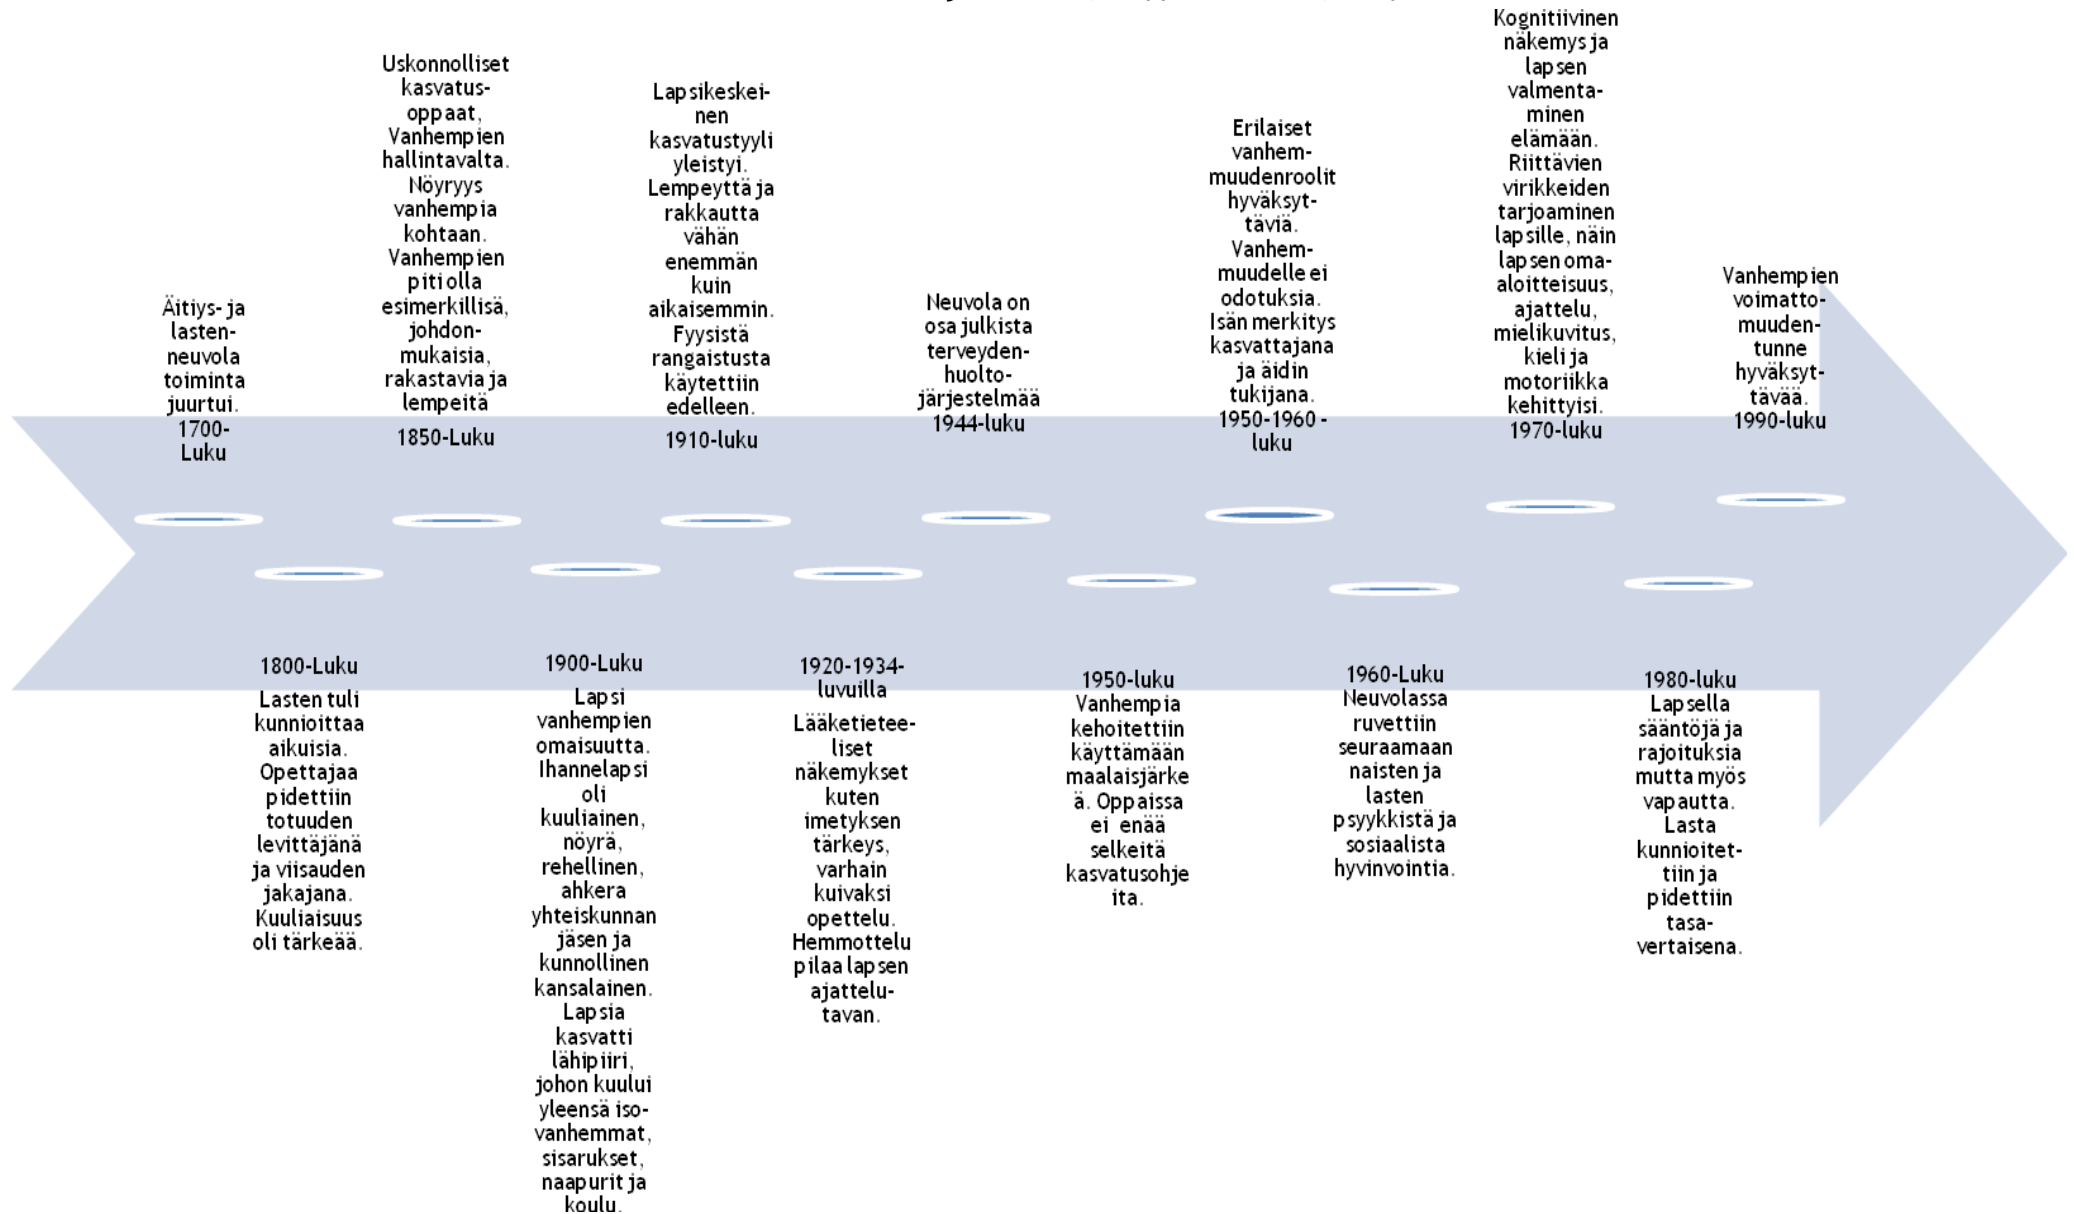 Äitiys- ja
lasten-
neuvola
toiminta
juurtui.
1700-
Luku
1800-Luku
Lasten tuli
kunnioittaa
aikuisia.
Opettajaa
pidettiin
totuuden
levittäjänä
ja viisauden
jakajana.
Kuuliaisuus
oli tärkeää.
Uskonnolliset
kasvatus-
oppaat,
Vanhempien
hallintavalta.
Nöyryys
vanhempia
kohtaan.
Vanhempien
piti olla
esimerkillisä,
johdon-
mukaisia,
rakastavia ja
lempeitä
1850-Luku
1900-Luku
Lapsi
vanhempien
omaisuutta.
Ihannelapsi
oli
kuuliainen,
nöyrä,
rehellinen,
ahkera
yhteiskunnan
jäsen ja
kunnollinen
kansalainen.
Lapsia
kasvatti
lähipiiri,
johon kuului
yleensä iso-
vanhemmat,
sisarukset,
naapurit ja
koulu.
Lapsikeskei-
nen
kasvatustyyli
yleistyi.
Lempeyttä ja
rakkautta
vähän
enemmän
kuin
aikaisemmin.
Fyysistä
rangaistusta
käytettiin
edelleen.
1910-luku
1920-1934-
luvuilla
Lääketietee-
liset
näkemykset
kuten
imetyksen
tärkeys,
varhain
kuivaksi
opettelu.
Hemmottelu
pilaa lapsen
ajattelu-
tavan.
Neuvola on
osa julkista
terveyden-
huolto-
järjestelmää
1944-luku
1950-luku
Vanhempia
kehoitettiin
käyttämään
maalaisjärke
ä. Oppaissa
ei enää
selkeitä
kasvatusohje
ita.
Erilaiset
vanhem-
muudenroolit
hyväksyt-
täviä.
Vanhem-
muudelle ei
odotuksia.
Isän merkitys
kasvattajana
ja äidin
tukijana.
1950-1960 -
luku
1960-Luku
Neuvolassa
ruvettiin
seuraamaan
naisten ja
lasten
psyykkistä ja
sosiaalista
hyvinvointia.
Kognitiivinen
näkemys ja
lapsen
valmenta-
minen
elämään.
Riittävien
virikkeiden
tarjoaminen
lapsille, näin
lapsen oma-
aloitteisuus,
ajattelu,
mielikuvitus,
kieli ja
motoriikka
kehittyisi.
1970-luku
1980-luku
Lapsella
sääntöjä ja
rajoituksia
mutta myös
vapautta.
Lasta
kunnioitet-
tiin ja
pidettiin
tasa-
vertaisena.
Vanhempien
voimatto-
muuden-
tunne
hyväksyt-
tävää.
1990-luku